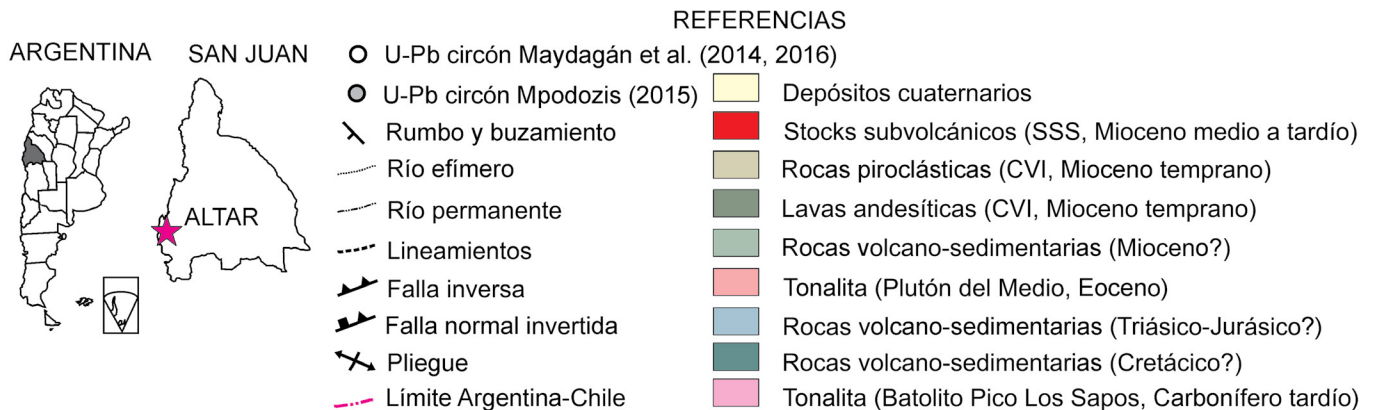 REFERENCIAS
ARGENTINA
SAN JUAN
ALTAR
U-Pb circón Maydagán et al. (2014, 2016)
U-Pb circón Mpodozis (2015)
Rumbo y buzamiento
Río efímero
Río permanente
Lineamientos
Falla inversa
Falla normal invertida
Pliegue
Límite Argentina-Chile
Depósitos cuaternarios
Stocks subvolcánicos (SSS, Mioceno medio a tardío)
Rocas piroclásticas (CVI, Mioceno temprano)
Lavas andesíticas (CVI, Mioceno temprano)
Rocas volcano-sedimentarias (Mioceno?)
Tonalita (Plutón del Medio, Eoceno)
Rocas volcano-sedimentarias (Triásico-Jurásico?)
Rocas volcano-sedimentarias (Cretácico?)
Tonalita (Batolito Pico Los Sapos, Carbonífero tardío)